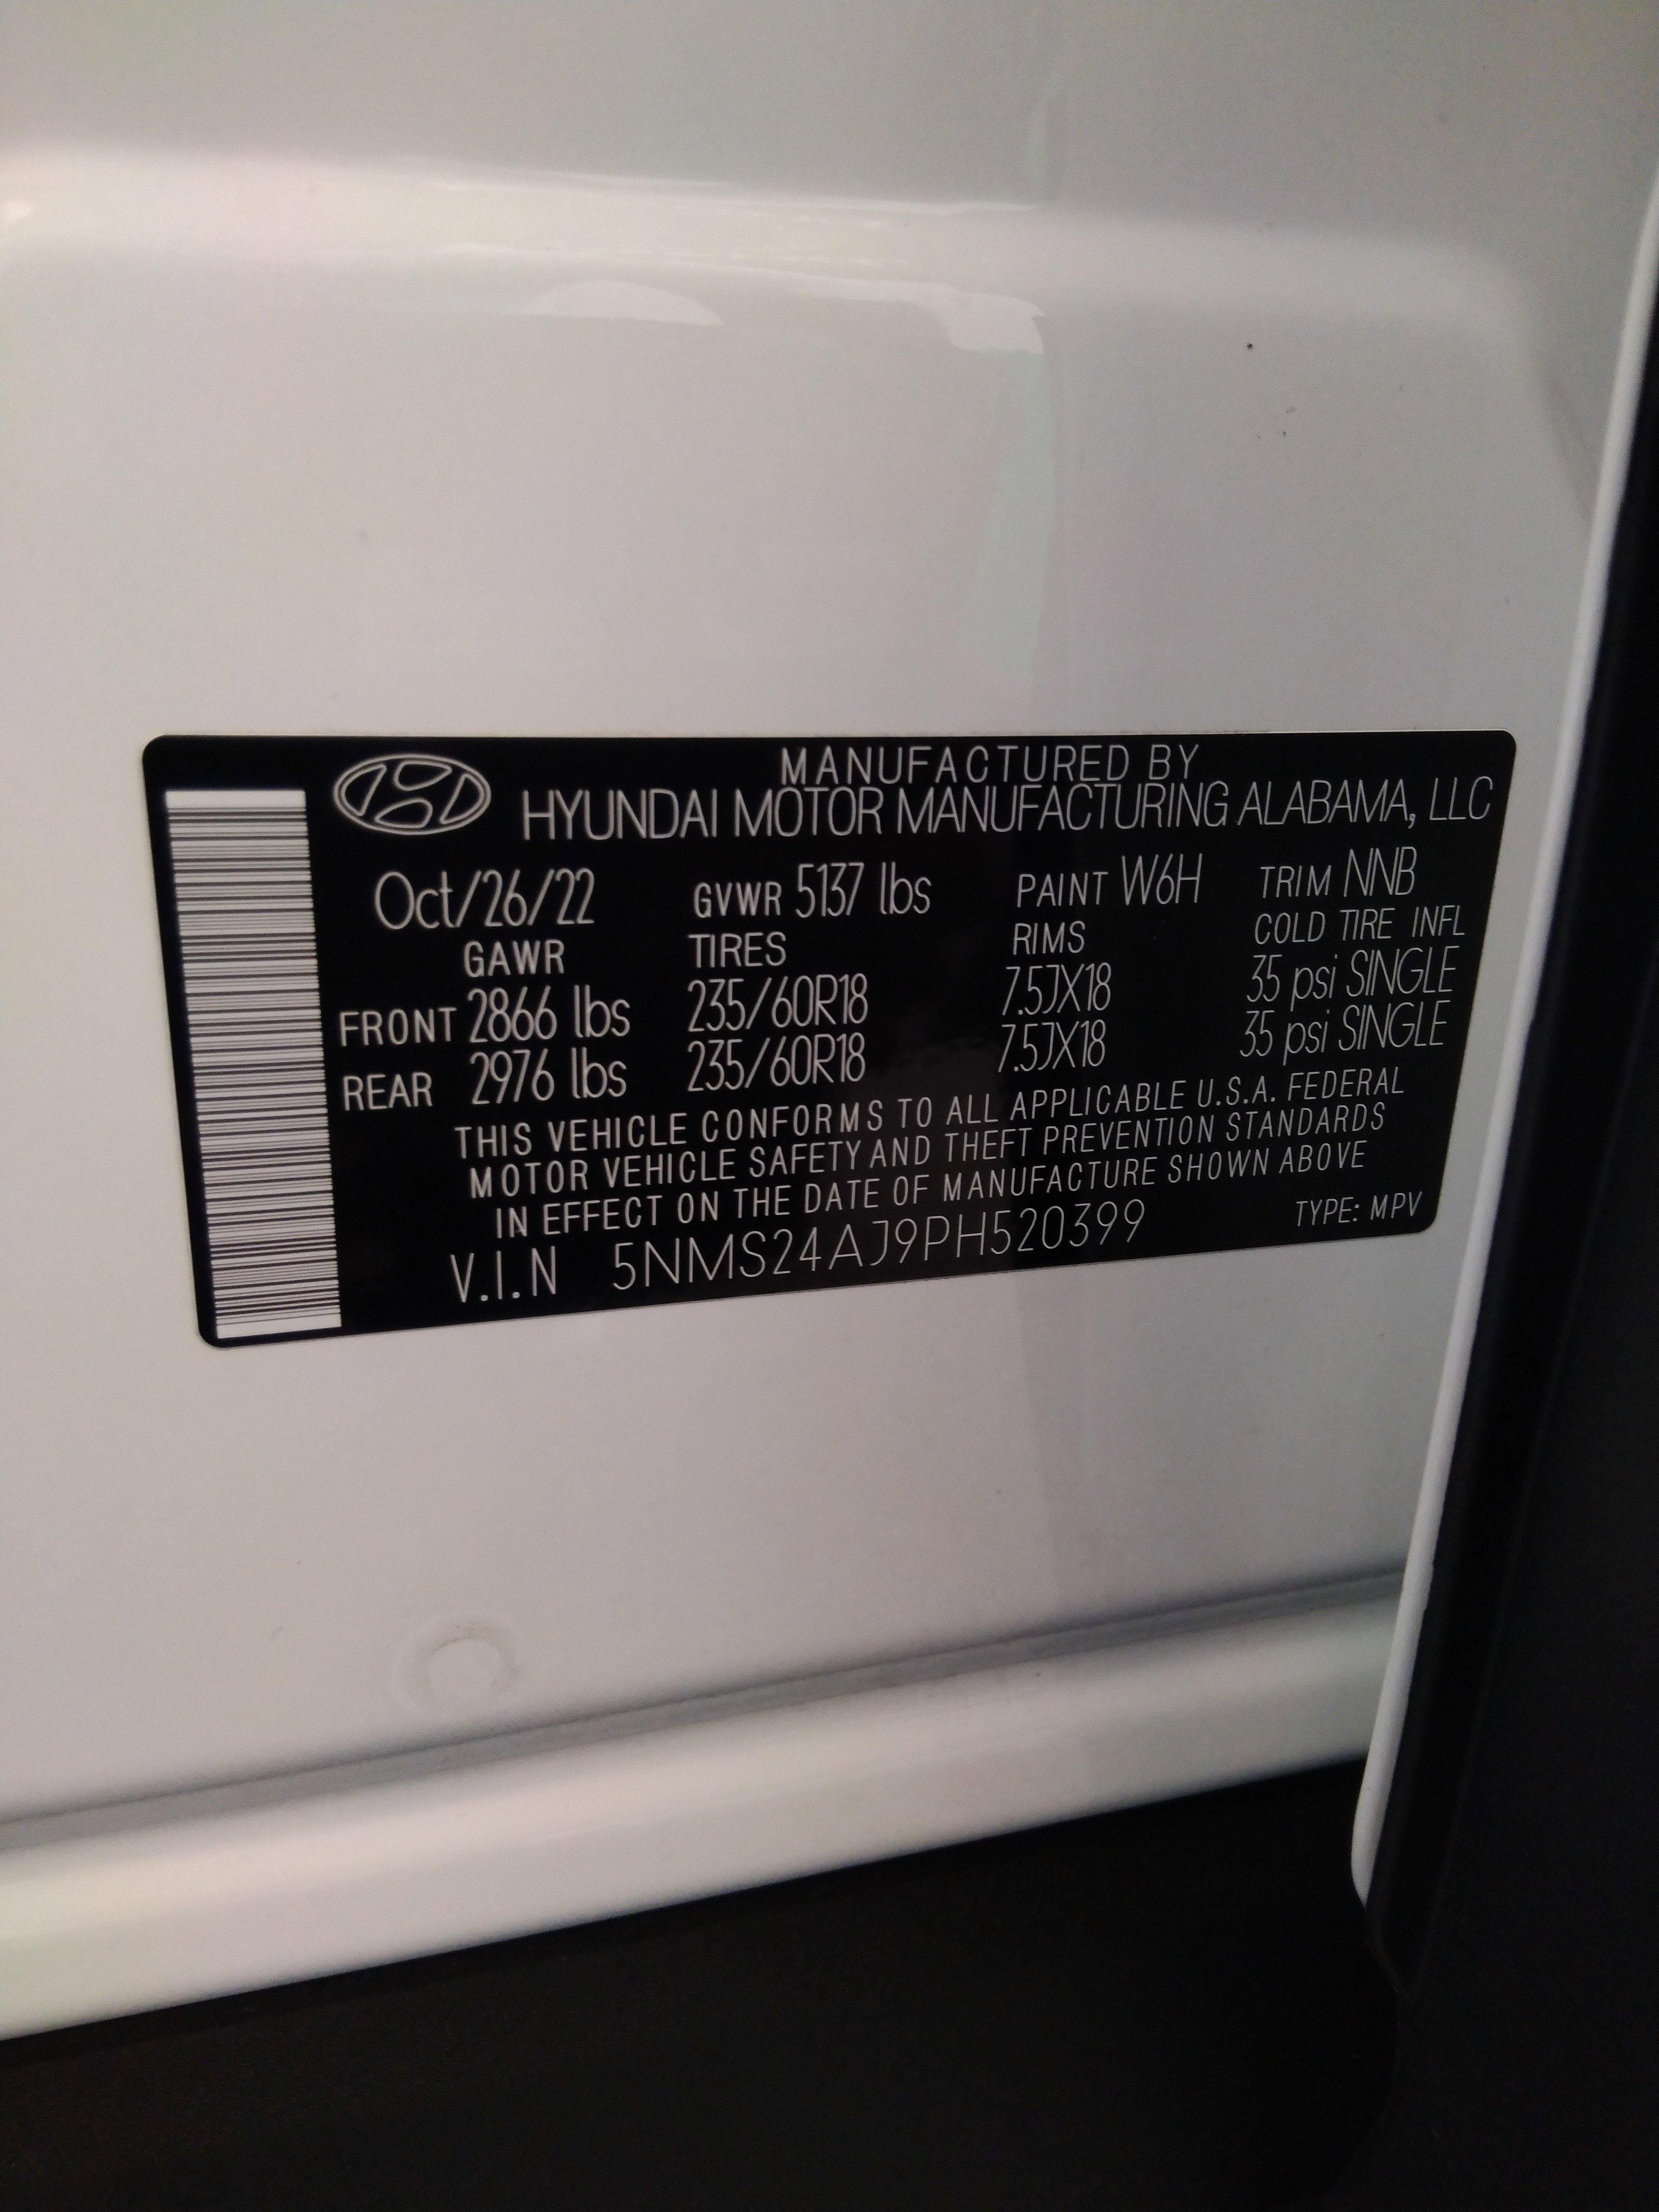 MANUFACTURED BY
HYUNDAI MOTOR MANUFACTURING ALABAMA, LLC
Oct/26/22 GVWR 5137 lbs PAINT W6H TRIM NNB
GAWR TIRES RIMS COLD TIRE INFL
FRONT 2866 lbs 235/60R18 7.5JX18 35 psi SINGLE
REAR 2976 lbs 235/60R18 7.5JX18 35 psi SINGLE
THIS VEHICLE CONFORMS TO ALL APPLICABLE U.S.A. FEDERAL
MOTOR VEHICLE SAFETY AND THEFT PREVENTION STANDARDS
IN EFFECT ON THE DATE OF MANUFACTURE SHOWN ABOVE
V.I.N 5NMS24AJ9PH520399 TYPE: MPV